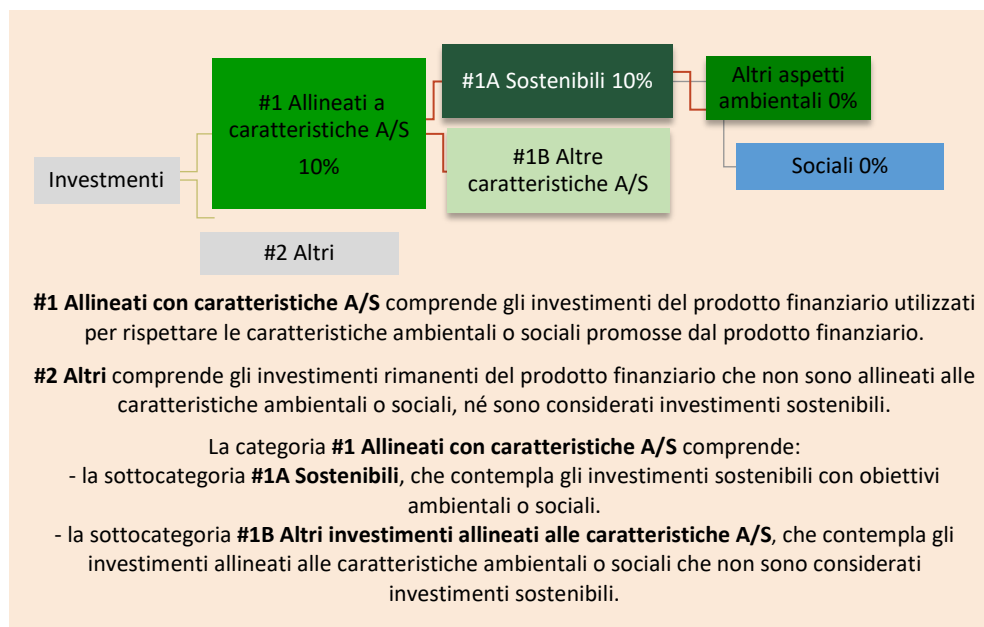 #1A Sostenibili 10%
Altri aspetti
ambientali 0%
#1 Allineati a
caratteristiche A/S
10%
#1B Altre
caratteristiche A/S
Sociali 0%
Investmenti
#2 Altri
#1 Allineati con caratteristiche A/S comprende gli investimenti del prodotto finanziario utilizzati
per rispettare le caratteristiche ambientali o sociali promosse dal prodotto finanziario.
#2 Altri comprende gli investimenti rimanenti del prodotto finanziario che non sono allineati alle
caratteristiche ambientali o sociali, né sono considerati investimenti sostenibili.
La categoria #1 Allineati con caratteristiche A/S comprende:
- la sottocategoria #1A Sostenibili, che contempla gli investimenti sostenibili con obiettivi
ambientali o sociali.
- la sottocategoria #1B Altri investimenti allineati alle caratteristiche A/S, che contempla gli
investimenti allineati alle caratteristiche ambientali o sociali che non sono considerati
investimenti sostenibili.